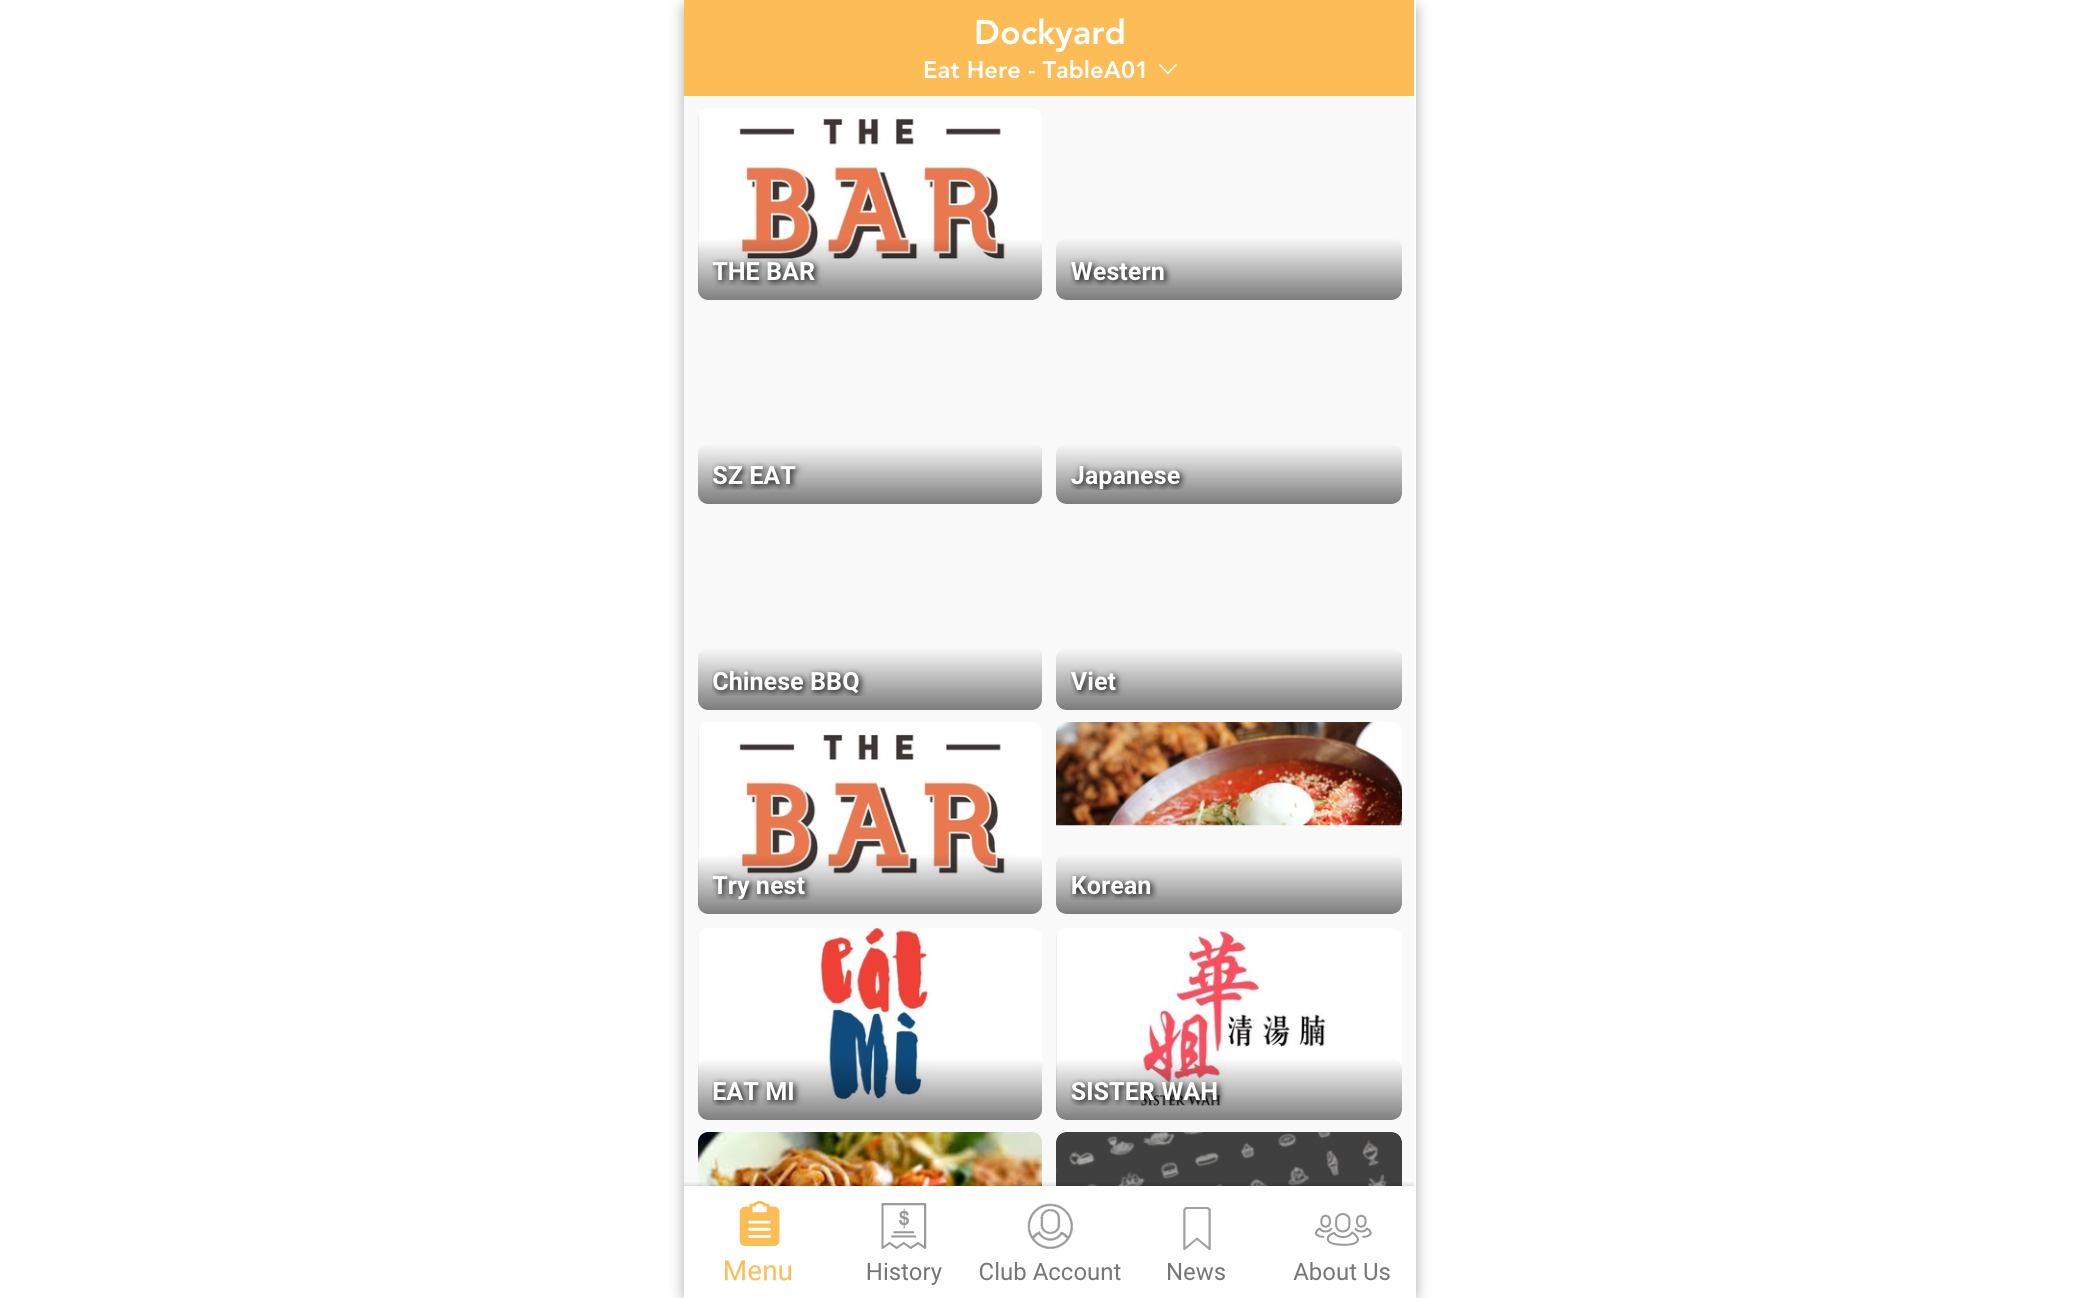 Dockyard
Eat Here - TableA01
THE
BAR
THE BAR
Western
SZ EAT
Japanese
Chinese BBQ
Viet
THE
BAR
Try nest
Korean
eát
Mi
EAT MI
華姐
清湯腩
SISTER WAH
SISTER WAH
$
Menu
History
Club Account
News
About Us